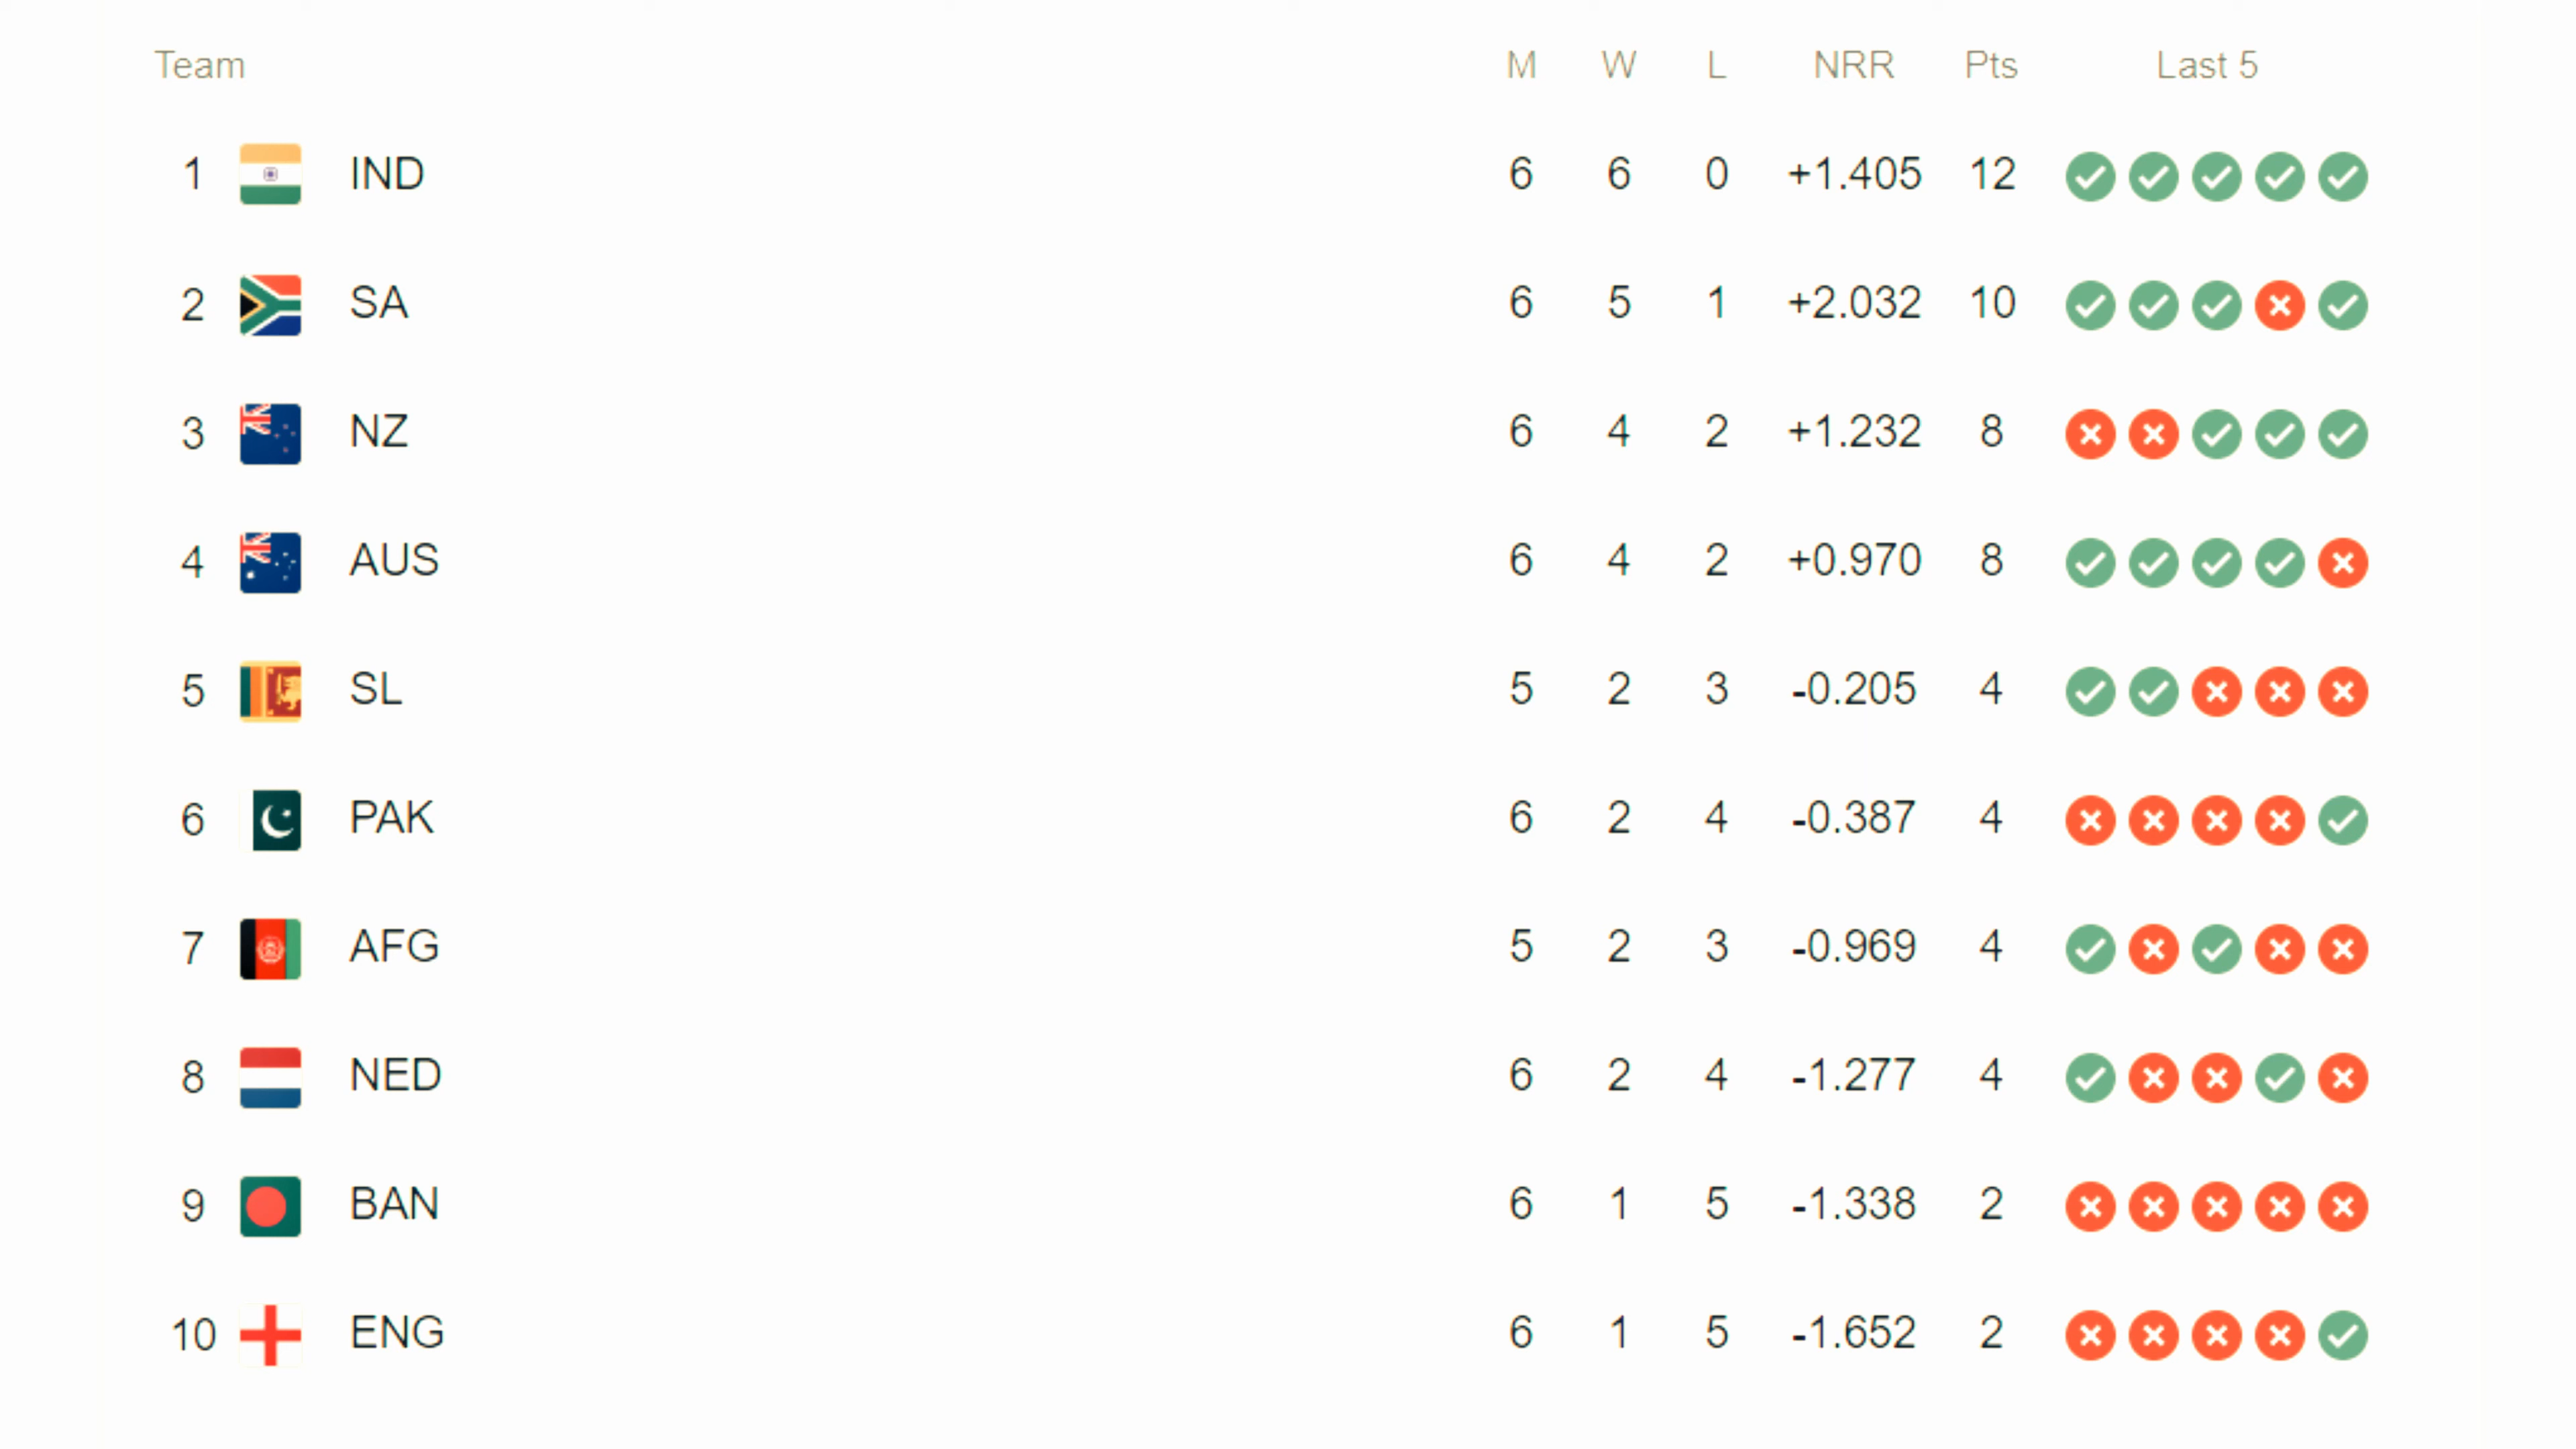 Team M W L NRR Pts Last 5
1 IND 6 6 0 +1.405 12
2 SA 6 5 1 +2.032 10
3 NZ 6 4 2 +1.232 8
4 AUS 6 4 2 +0.970 8
5 SL 5 2 3 -0.205 4
6 PAK 6 2 4 -0.387 4
7 AFG 5 2 3 -0.969 4
8 NED 6 2 4 -1.277 4
9 BAN 6 1 5 -1.338 2
10 ENG 6 1 5 -1.652 2